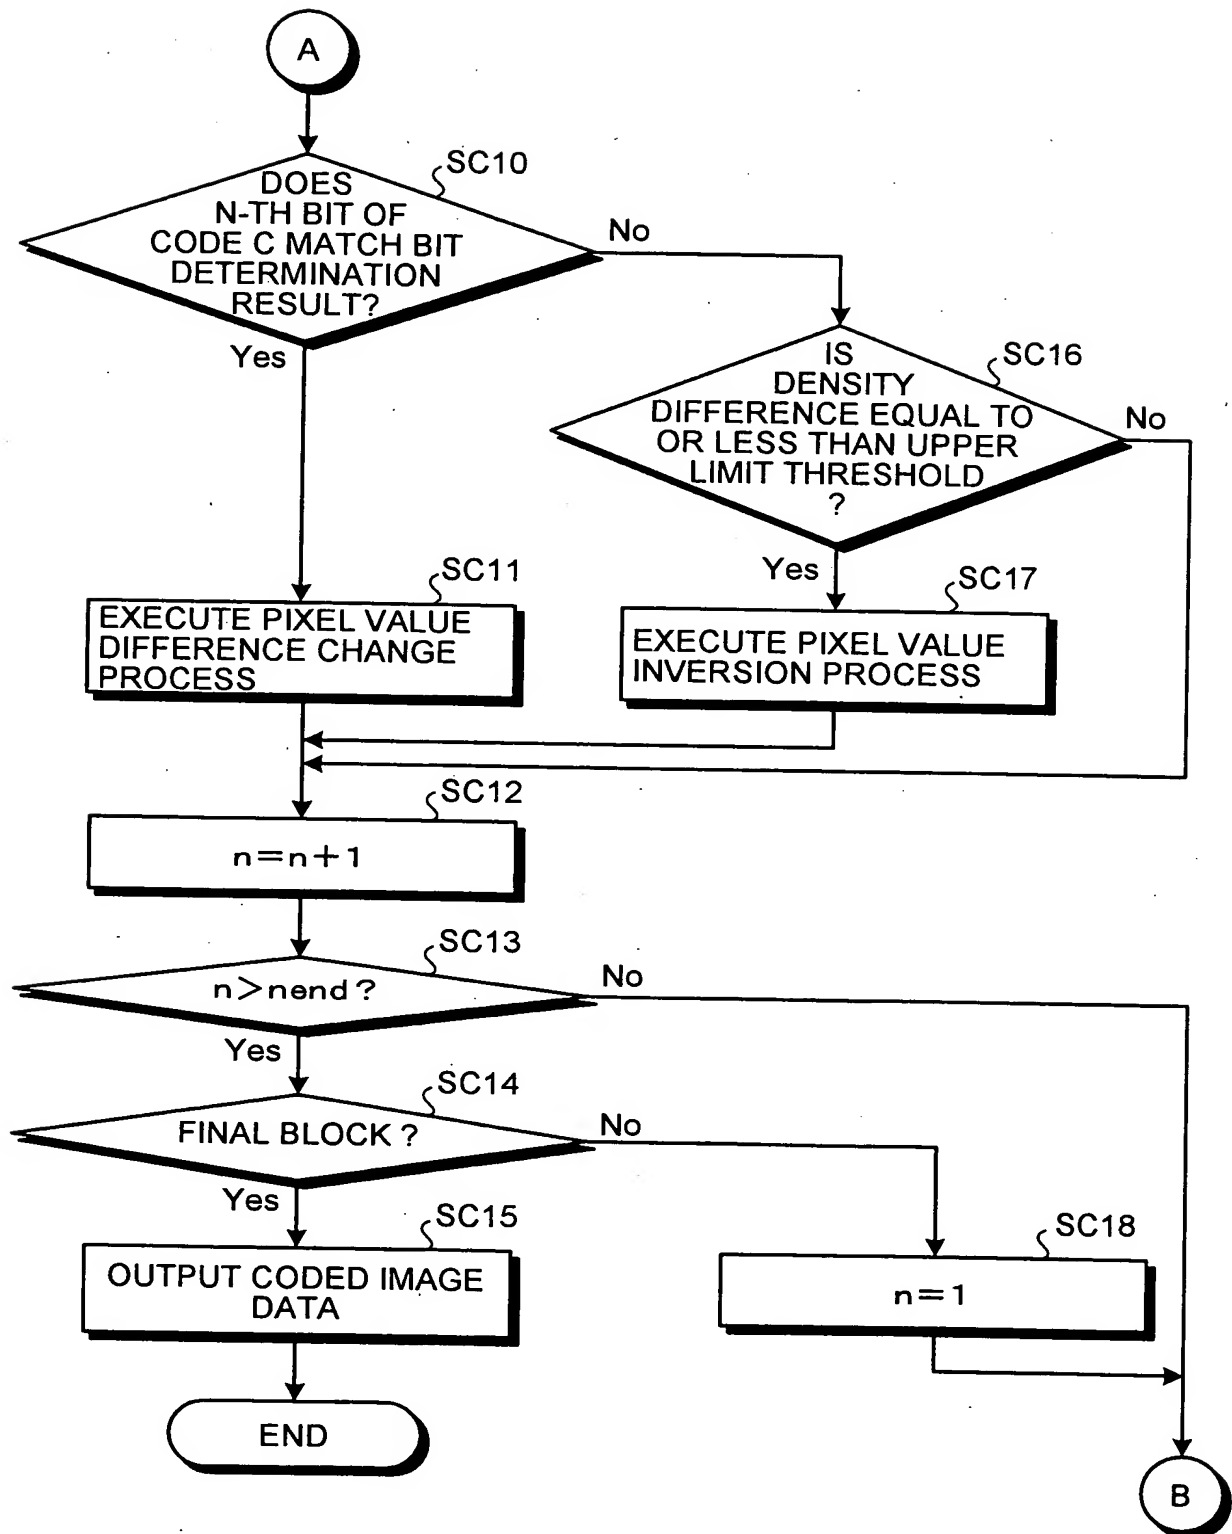 A
SC10
DOES
N-TH BIT OF
CODE C MATCH BIT
DETERMINATION
RESULT?
No
Yes
SC16
IS
DENSITY
DIFFERENCE EQUAL TO
OR LESS THAN UPPER
LIMIT THRESHOLD
?
No
Yes
SC11
EXECUTE PIXEL VALUE
DIFFERENCE CHANGE
PROCESS
SC17
EXECUTE PIXEL VALUE
INVERSION PROCESS
SC12
n=n+1
SC13
n>nend?
No
Yes
SC14
FINAL BLOCK ?
No
Yes
SC15
OUTPUT CODED IMAGE
DATA
SC18
n=1
END
B